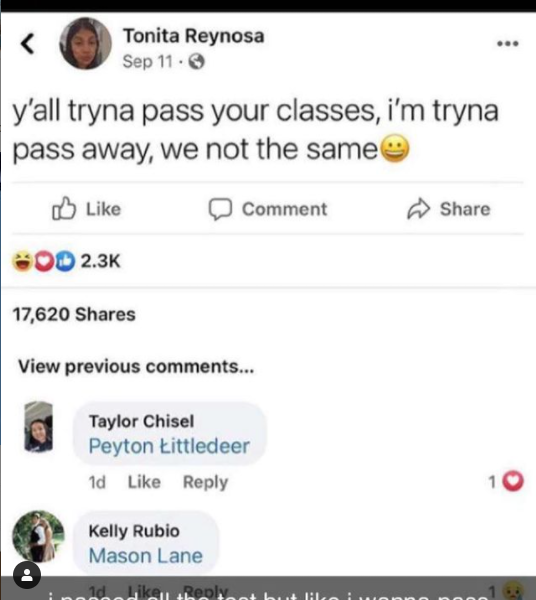 Tonita Reynosa
Sep 11 ·
y'all tryna pass your classes, i'm tryna
pass away, we not the same😀
Like Comment Share
2.3K
17,620 Shares
View previous comments...
Taylor Chisel
Peyton Łittledeer
1d Like Reply 1
Kelly Rubio
Mason Lane
1d Like Reply 1
i passed all the test but like i wanna pass